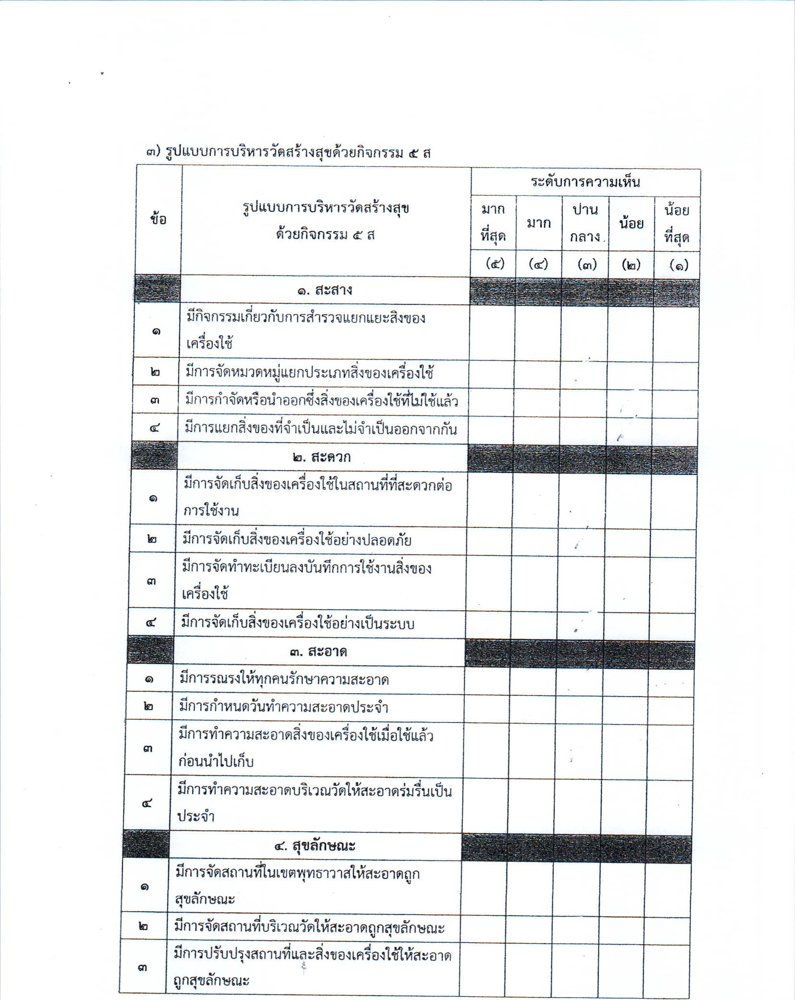 ๓) รูปแบบการบริหารวัดสร้างสุขด้วยกิจกรรม ๕ ส
ระดับการความเห็น
ข้อ
รูปแบบการบริหารวัดสร้างสุข
ด้วยกิจกรรม ๕ ส
มาก
ที่สุด
มาก
ปาน
กลาง
น้อย
น้อย
ที่สุด
(๕) (๔) (๓) (๒) (๑)
๑. สะสาง
๑
มีกิจกรรมเกี่ยวกับการสำรวจแยกแยะสิ่งของ
เครื่องใช้
๒ มีการจัดหมวดหมู่แยกประเภทสิ่งของเครื่องใช้
๓ มีการกำจัดหรือนำออกซึ่งสิ่งของเครื่องใช้ที่ไม่ใช้แล้ว
๔ มีการแยกสิ่งของที่จำเป็นและไม่จำเป็นออกจากกัน
๒. สะดวก
๑
มีการจัดเก็บสิ่งของเครื่องใช้ในสถานที่ที่สะดวกต่อ
การใช้งาน
๒ มีการจัดเก็บสิ่งของเครื่องใช้อย่างปลอดภัย
๓
มีการจัดทำทะเบียนลงบันทึกการใช้งานสิ่งของ
เครื่องใช้
๔ มีการจัดเก็บสิ่งของเครื่องใช้อย่างเป็นระบบ
๓. สะอาด
๑ มีการรณรงให้ทุกคนรักษาความสะอาด
๒ มีการกำหนดวันทำความสะอาดประจำ
๓
มีการทำความสะอาดสิ่งของเครื่องใช้เมื่อใช้แล้ว
ก่อนนำไปเก็บ
๔
มีการทำความสะอาดบริเวณวัดให้สะอาดร่มรื่นเป็น
ประจำ
๔. สุขลักษณะ
๑
มีการจัดสถานที่ในเขตพุทธาวาสให้สะอาดถูก
สุขลักษณะ
๒ มีการจัดสถานที่บริเวณวัดให้สะอาดถูกสุขลักษณะ
๓
มีการปรับปรุงสถานที่และสิ่งของเครื่องใช้ให้สะอาด
ถูกสุขลักษณะ